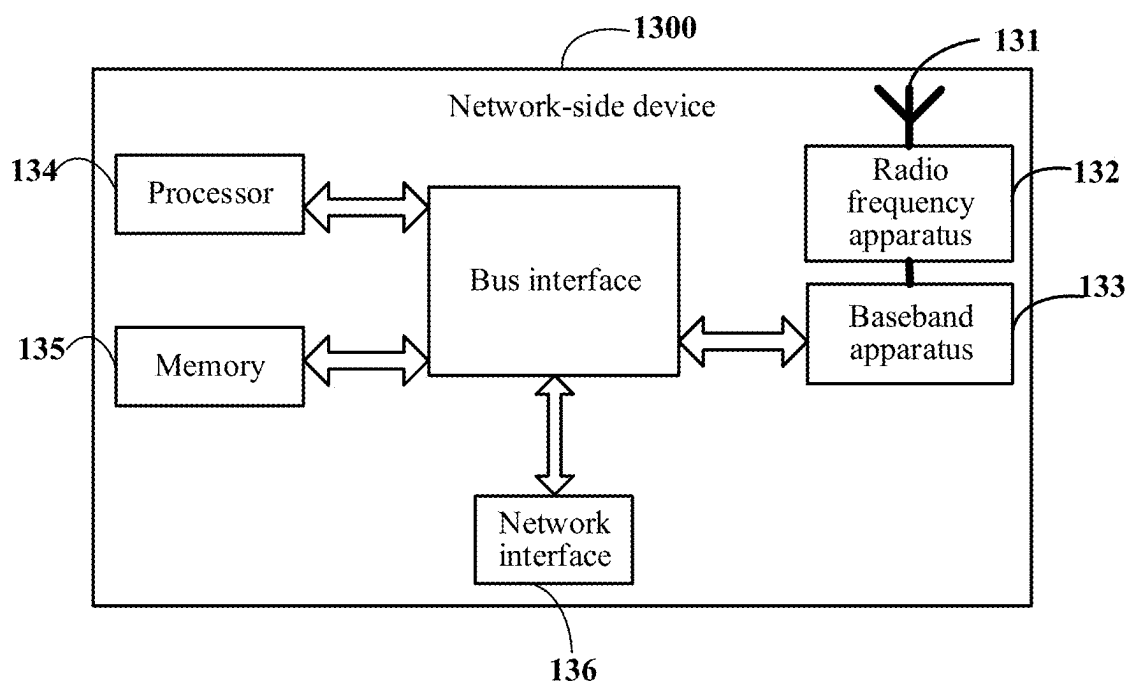 1300
131
Network-side device
134
Processor
Radio
frequency
apparatus
132
Bus interface
133
Baseband
apparatus
135
Memory
Network
interface
136